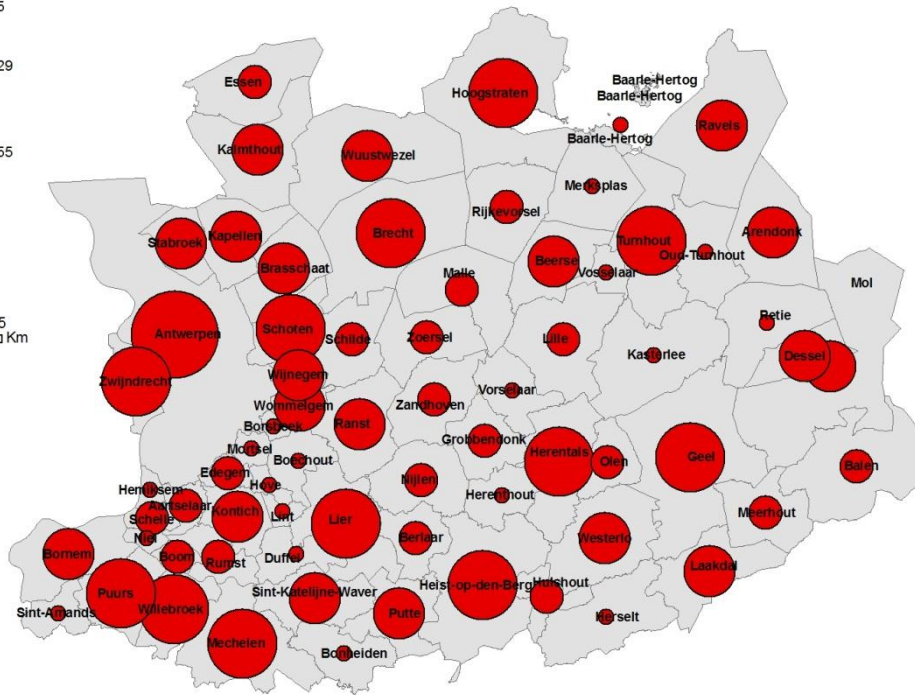 5
29
Essen
Hoogstraten
Baarle-Hertog
Baarle-Hertog
Baarle-Hertog
Ravels
55
Kalmthout
Wuustwezel
Merksplas
Rijkevorsel
Stabroek
Kapellen
Brecht
Turnhout
Arendonk
Oud-Turnhout
Brasschaat
Beerse
Vosselaar
Malle
Mol
Retie
5
Km
Antwerpen
Schoten
Schilde
Zoersel
Lille
Kasterlee
Dessel
Zwijndrecht
Wijnegem
Vorselaar
Wommelgem
Zandhoven
Borsbeek
Ranst
Grobbendonk
Mortsel
Herentals
Geel
Boechout
Olen
Edegem
Balen
Hove
Nijlen
Hemiksem
Herenthout
Aartselaar
Kontich
Meerhout
Schelle
Lint
Lier
Niel
Berlaar
Westerlo
Bornem
Boom
Rumst
Duffel
Laakdal
Heist-op-den-Berg
Hulshout
Puurs
Sint-Katelijne-Waver
Willebroek
Sint-Amands
Putte
Herselt
Mechelen
Bonheiden